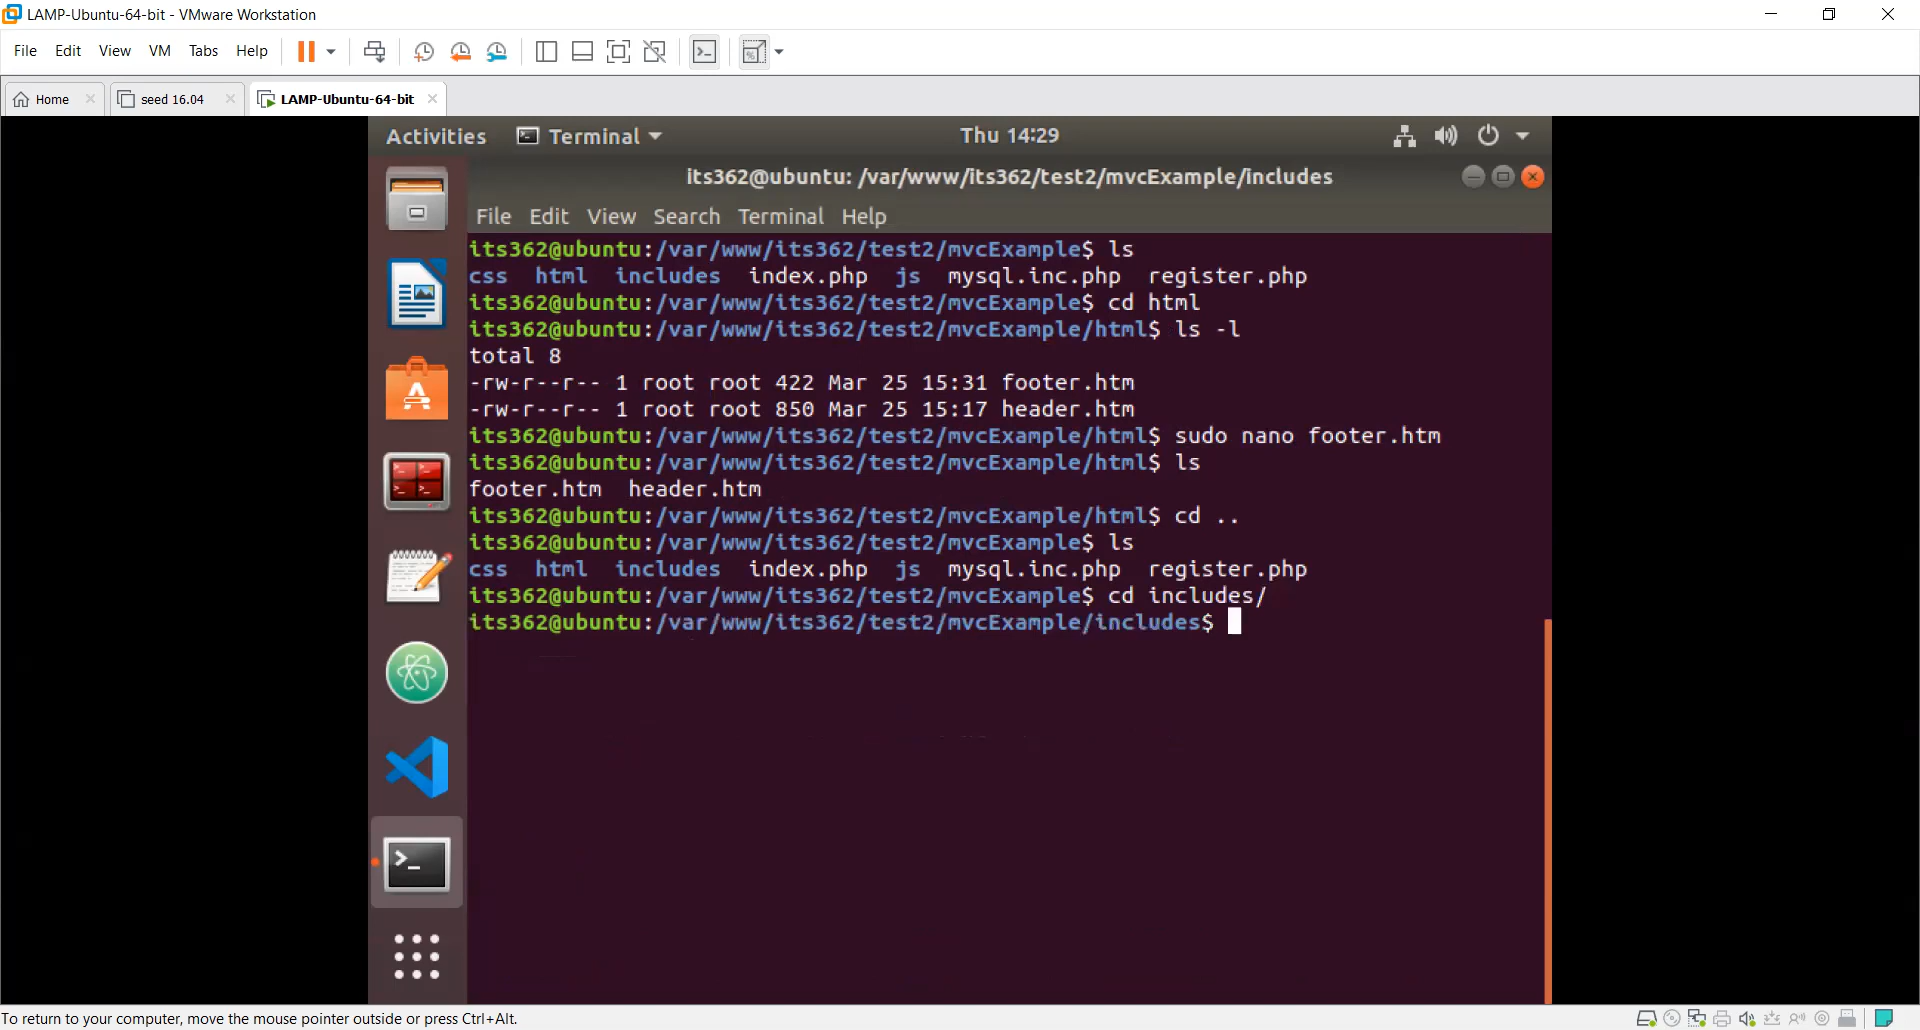 LAMP-Ubuntu-64-bit - VMware Workstation
File Edit View VM Tabs Help
Home seed 16.04 LAMP-Ubuntu-64-bit
Activities Terminal Thu 14:29
its362@ubuntu: /var/www/its362/test2/mvcExample/includes
File Edit View Search Terminal Help
its362@ubuntu:/var/www/its362/test2/mvcExample$ ls
css html includes index.php js mysql.inc.php register.php
its362@ubuntu:/var/www/its362/test2/mvcExample$ cd html
its362@ubuntu:/var/www/its362/test2/mvcExample/html$ ls -l
total 8
-rw-r--r-- 1 root root 422 Mar 25 15:31 footer.htm
-rw-r--r-- 1 root root 850 Mar 25 15:17 header.htm
its362@ubuntu:/var/www/its362/test2/mvcExample/html$ sudo nano footer.htm
its362@ubuntu:/var/www/its362/test2/mvcExample/html$ ls
footer.htm header.htm
its362@ubuntu:/var/www/its362/test2/mvcExample/html$ cd ..
its362@ubuntu:/var/www/its362/test2/mvcExample$ ls
css html includes index.php js mysql.inc.php register.php
its362@ubuntu:/var/www/its362/test2/mvcExample$ cd includes/
its362@ubuntu:/var/www/its362/test2/mvcExample/includes$
To return to your computer, move the mouse pointer outside or press Ctrl+Alt.